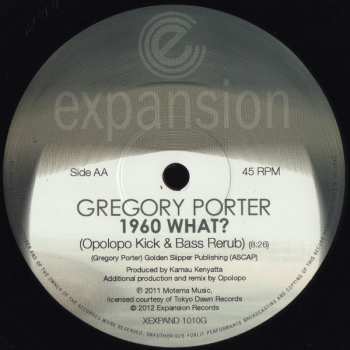 expansion
Side AA
45 RPM
GREGORY PORTER
1960 WHAT?
(Opolopo Kick & Bass Rerub) (8:26)
(Gregory Porter) Golden Slipper Publishing (ASCAP)
Produced by Kamau Kenyatta
Additional production and remix by Opolopo
℗ 2011 Motema Music,
licensed courtesy of Tokyo Dawn Records
© 2012 Expansion Records
XEXPAND 1010G